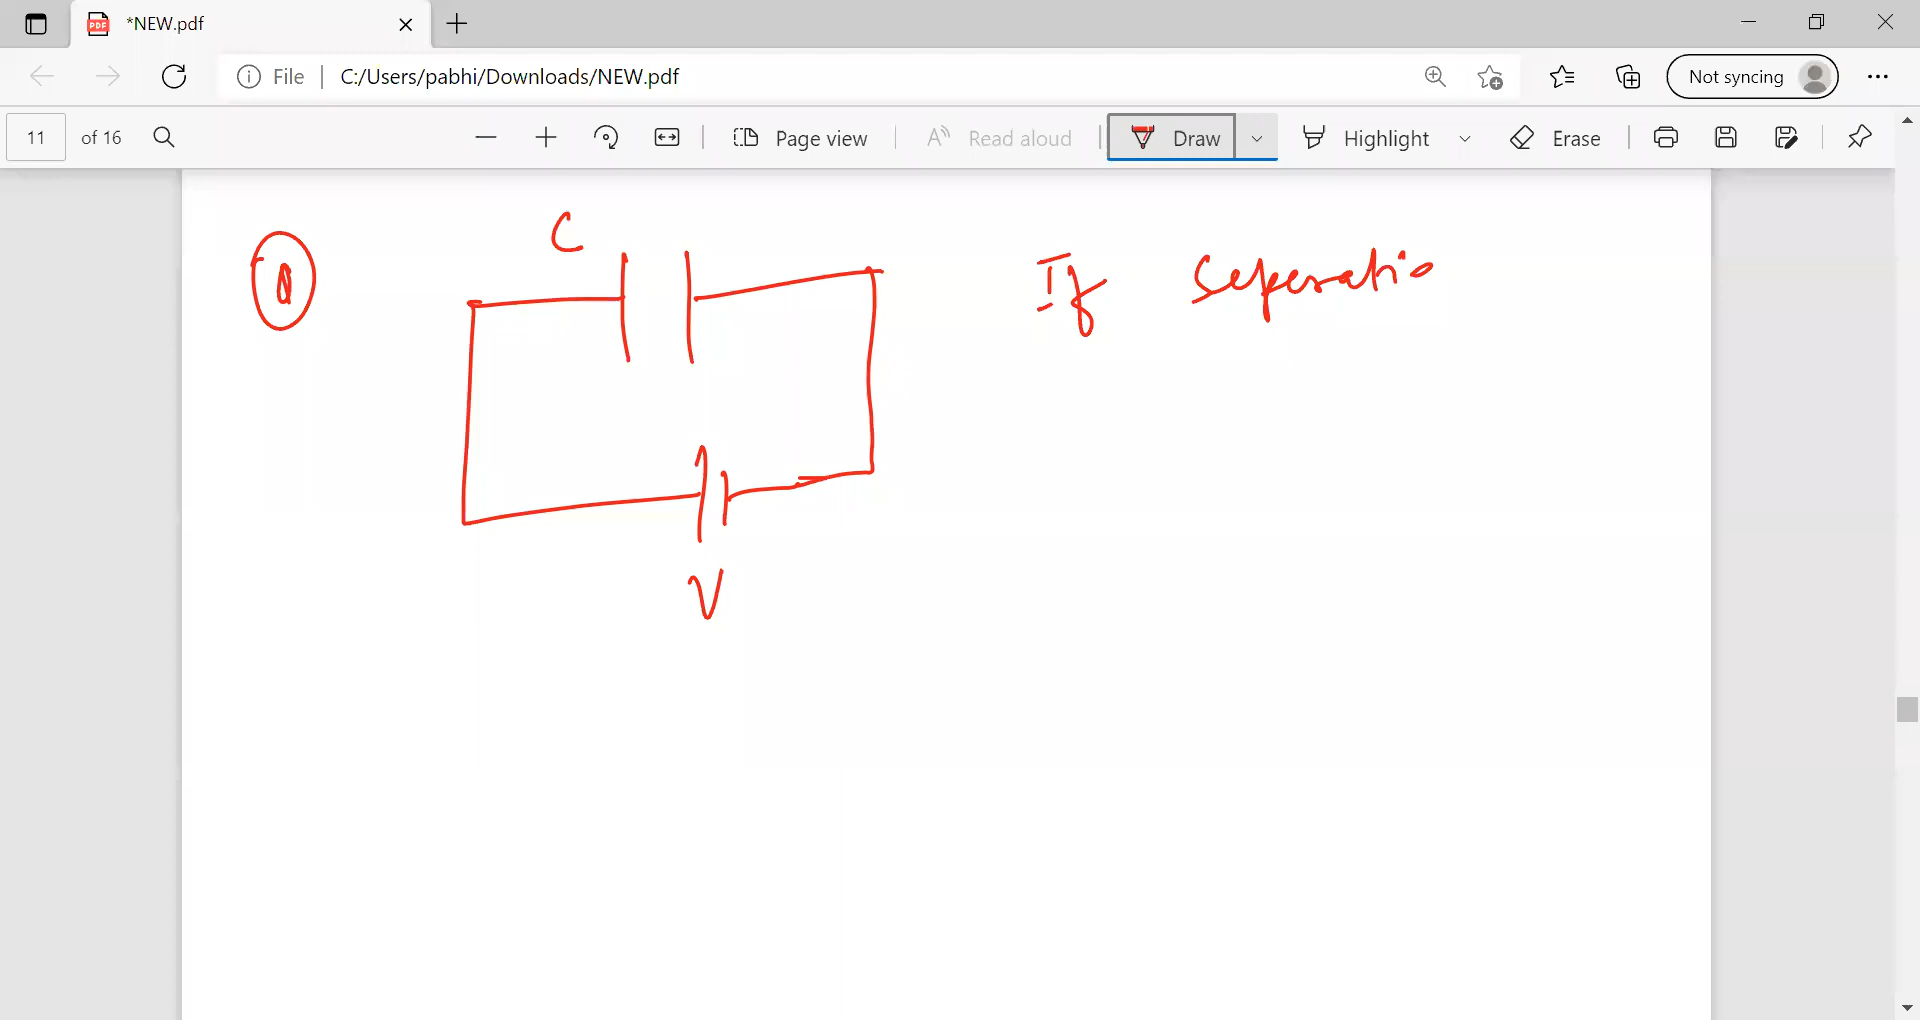 *NEW.pdf
File | C:/Users/pabhi/Downloads/NEW.pdf
Not syncing
11 of 16
Page view
Read aloud
Draw
Highlight
Erase
C
If seperatio
V